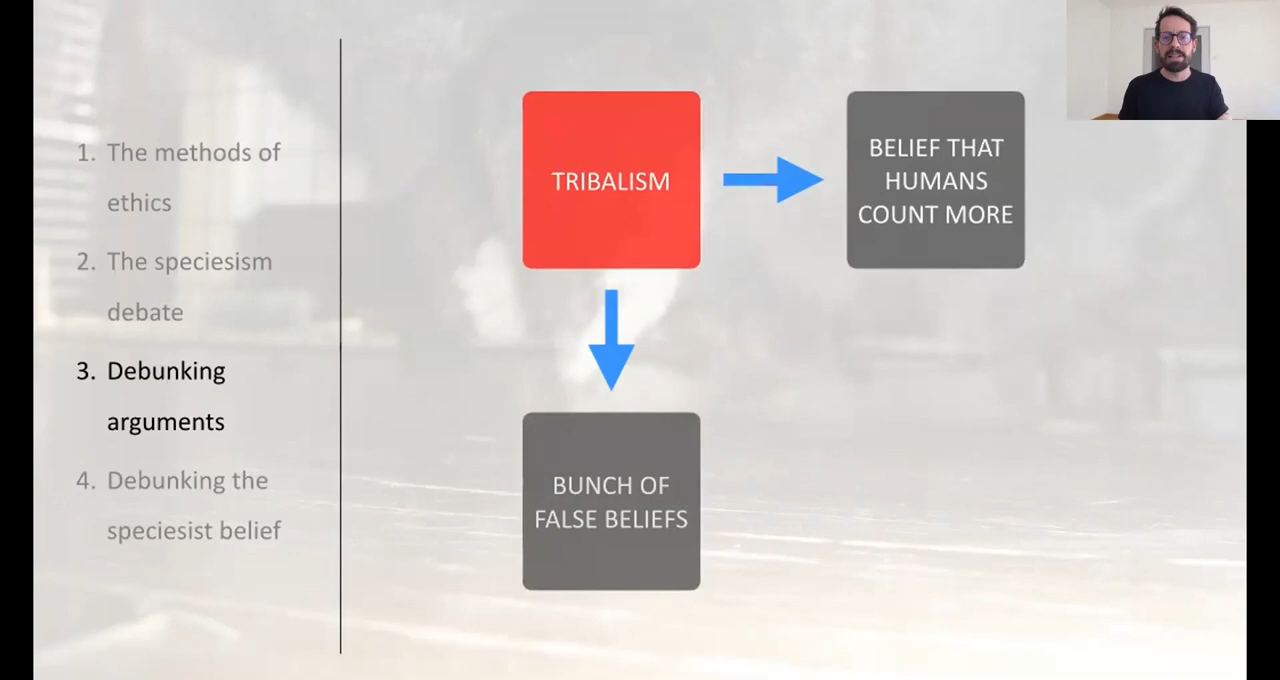 1. The methods of
ethics
2. The speciesism
debate
3. Debunking
arguments
4. Debunking the
speciesist belief
TRIBALISM
BELIEF THAT
HUMANS
COUNT MORE
BUNCH OF
FALSE BELIEFS